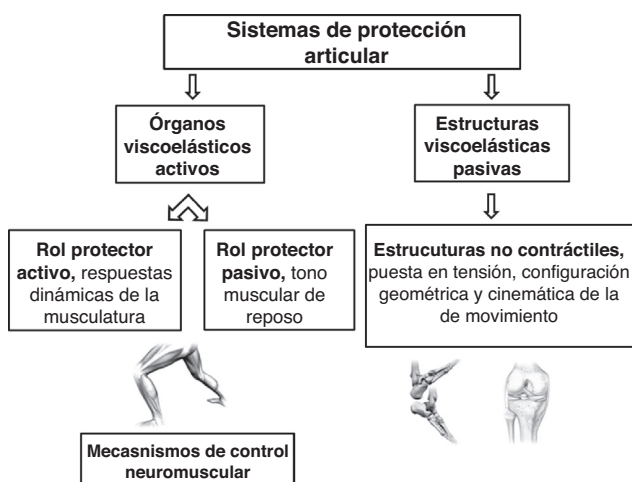 Sistemas de protección
articular
Órganos
viscoelásticos
activos
Estructuras
viscoelásticas
pasivas
Rol protector
activo, respuestas
dinámicas de la
musculatura
Rol protector
pasivo, tono
muscular de
reposo
Estrucuturas no contráctiles,
puesta en tensión, configuración
geométrica y cinemática de la
de movimiento
Mecasnismos de control
neuromuscular